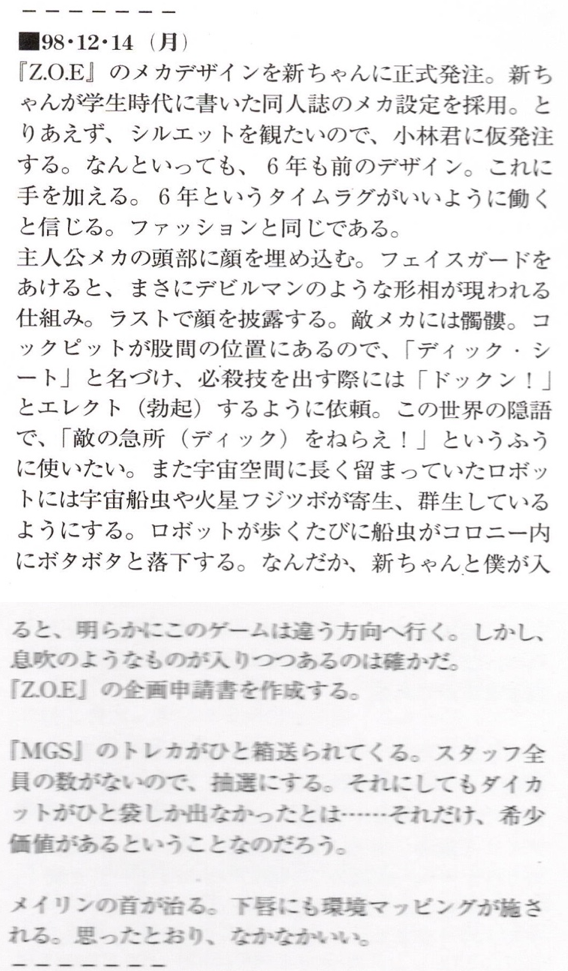 ■98・12・14（月）
『Z.O.E』のメカデザインを新ちゃんに正式発注。新ち
ゃんが学生時代に書いた同人誌のメカ設定を採用。と
りあえず、シルエットを観たいので、小林君に仮発注
する。なんといっても、6年も前のデザイン。これに
手を加える。6年というタイムラグがいいように働く
と信じる。ファッションと同じである。
主人公メカの頭部に顔を埋め込む。フェイスガードを
あけると、まさにデビルマンのような形相が現われる
仕組み。ラストで顔を披露する。敵メカには髑髏。コ
ックピットが股間の位置にあるので、「ディック・シ
ート」と名づけ、必殺技を出す際には「ドックン！」
とエレクト（勃起）するように依頼。この世界の隠語
で、「敵の急所（ディック）をねらえ！」というふう
に使いたい。また宇宙空間に長く留まっていたロボッ
トには宇宙船虫や火星フジツボが寄生、群生している
ようにする。ロボットが歩くたびに船虫がコロニー内
にボタボタと落下する。なんだか、新ちゃんと僕が入
ると、明らかにこのゲームは違う方向へ行く。しかし、
息吹のようなものが入りつつあるのは確かだ。
『Z.O.E』の企画申請書を作成する。
『MGS』のトレカがひと箱送られてくる。スタッフ全
員の数がないので、抽選にする。それにしてもダイカ
ットがひと袋しか出なかったとは……それだけ、希少
価値があるということなのだろう。
メイリンの首が治る。下唇にも環境マッピングが施さ
れる。思ったとおり、なかなかいい。